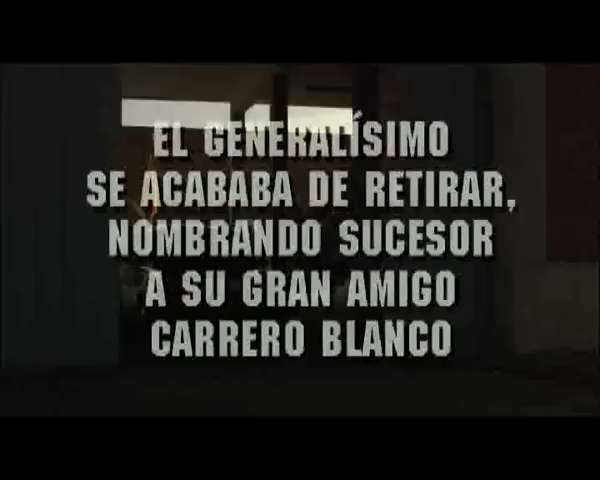 EL GENERALÍSIMO
SE ACABABA DE RETIRAR,
NOMBRANDO SUCESOR
A SU GRAN AMIGO
CARRERO BLANCO